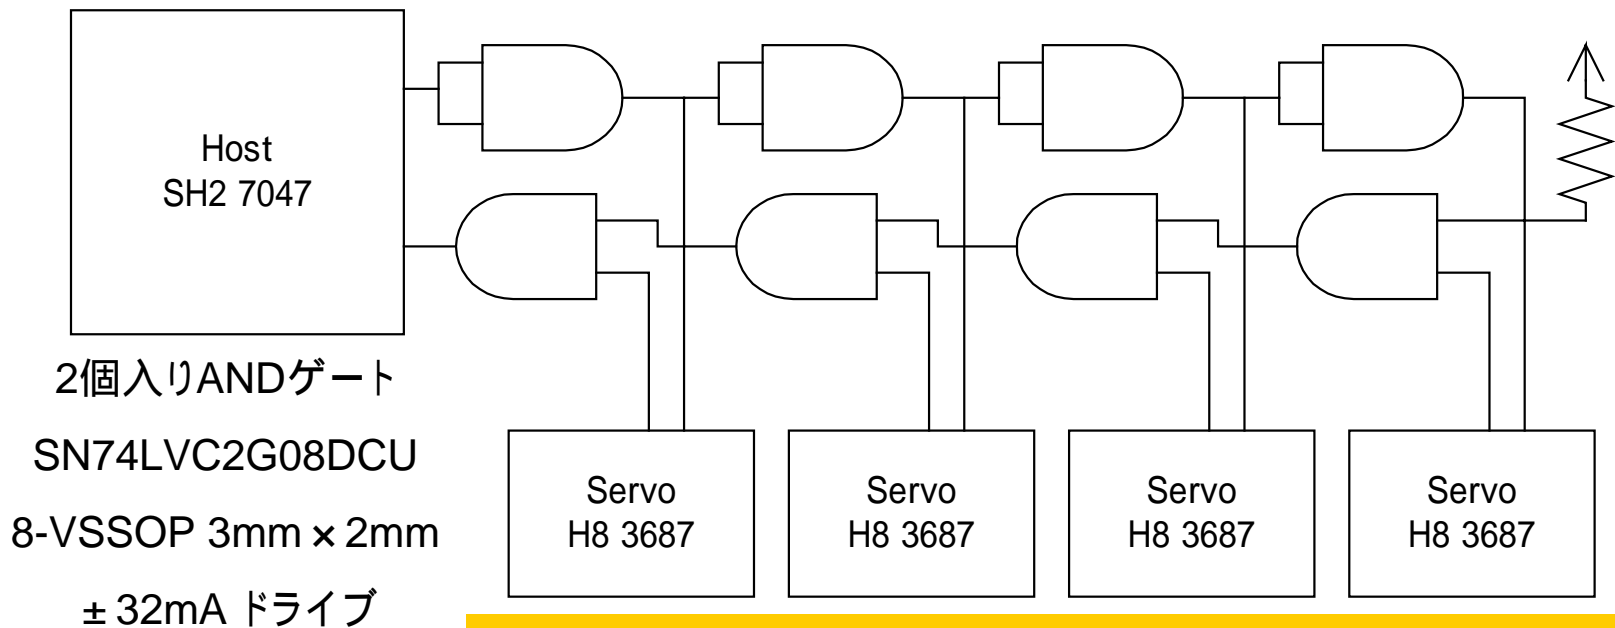 Host
SH2 7047
2個入りANDゲート
SN74LVC2G08DCU
8-VSSOP 3mm×2mm
±32mA ドライブ
Servo
H8 3687
Servo
H8 3687
Servo
H8 3687
Servo
H8 3687